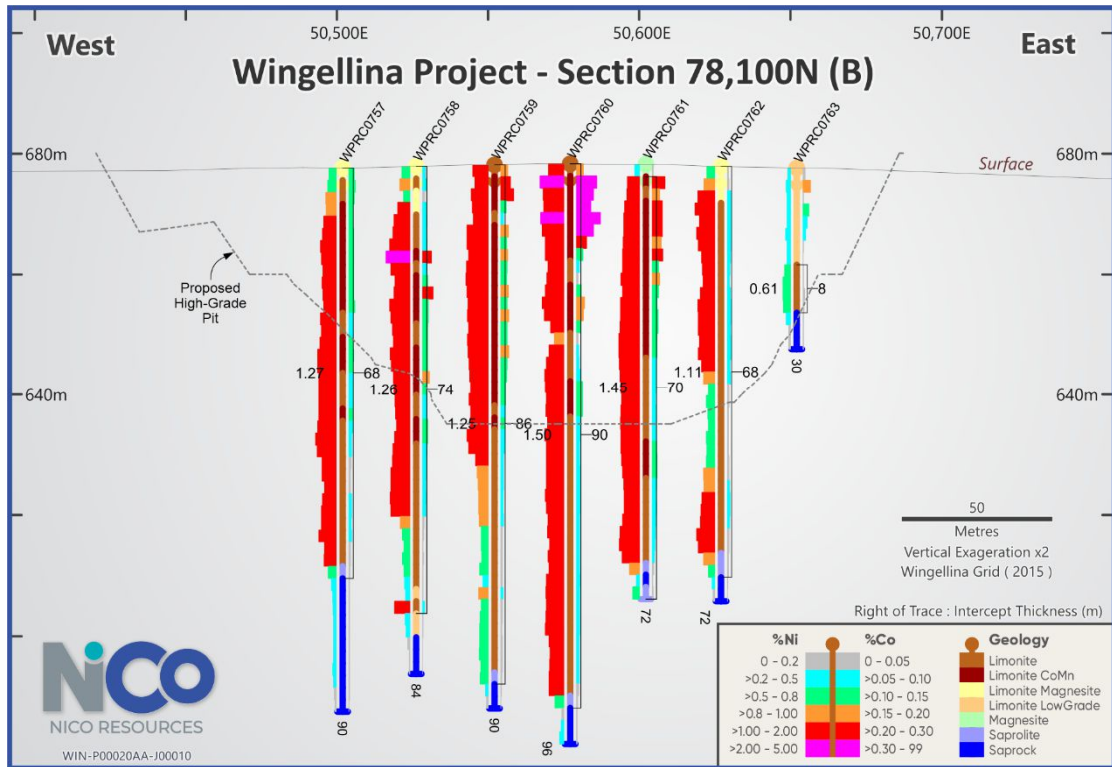 West
50,500E
50,600E
50,700E
East
Wingellina Project - Section 78,100N (B)
WPRC0757
WPRC0758
WPRC0759
WPRC0760
WPRC0761
WPRC0762
WPRC0763
680m
680m
Surface
Proposed
High-Grade
Pit
0.61
8
30
1.27
68
1.26
74
1.25
86
1.50
90
1.45
70
1.11
68
640m
640m
50
Metres
Vertical Exageration x2
Wingellina Grid ( 2015 )
Right of Trace : Intercept Thickness (m)
90
84
90
96
72
72
%Ni %Co Geology
0 - 0.2 0 - 0.05 Limonite
>0.2 - 0.5 >0.05 - 0.10 Limonite CoMn
>0.5 - 0.8 >0.10 - 0.15 Limonite Magnesite
>0.8 - 1.00 >0.15 - 0.20 Limonite LowGrade
>1.00 - 2.00 >0.20 - 0.30 Magnesite
>2.00 - 5.00 >0.30 - 99 Saprolite
Saprock
NiCo
NICO RESOURCES
WIN-P00020AA-J00010